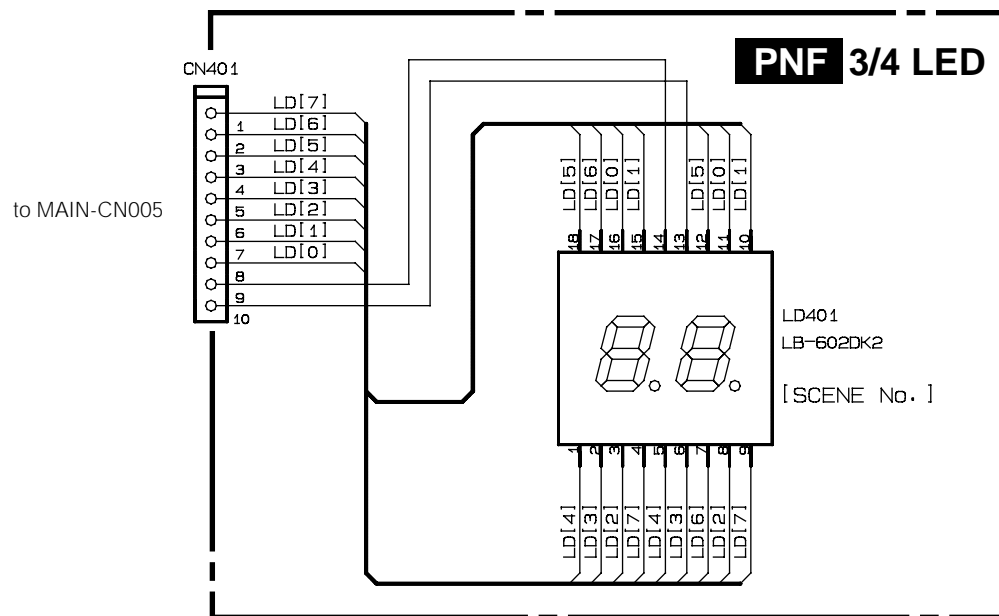 PNF 3/4 LED
CN401
LD[7]
1
LD[6]
2
LD[5]
3
LD[4]
4
LD[3]
5
LD[2]
6
LD[1]
7
LD[0]
8
9
10
to MAIN-CN005
LD[5] LD[6] LD[0] LD[1] LD[5] LD[0] LD[1]
18 17 16 15 14 13 12 11 10
LD401
LB-602DK2
[SCENE No.]
1 2 3 4 5 6 7 8 9
LD[4] LD[3] LD[2] LD[7] LD[4] LD[3] LD[6] LD[2] LD[7]